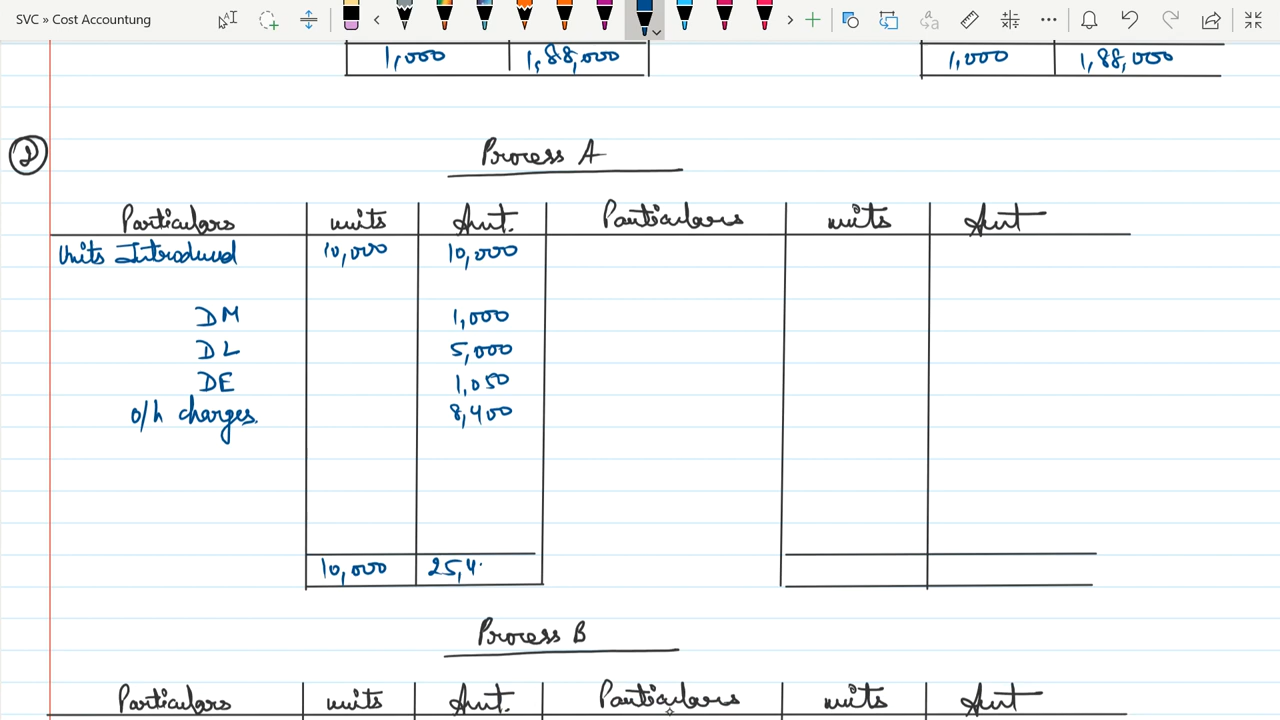 SVC » Cost Accountung
1,000 1,88,000 1,000 1,88,000
2 Process A
Particulars units Amt. Particulars units Amt
Units Introduced 10,000 10,000
DM 1,000
DL 5,000
DE 1,050
o/h charges. 8,400
10,000 25,4
Process B
Particulars units Amt. Particulars units Amt